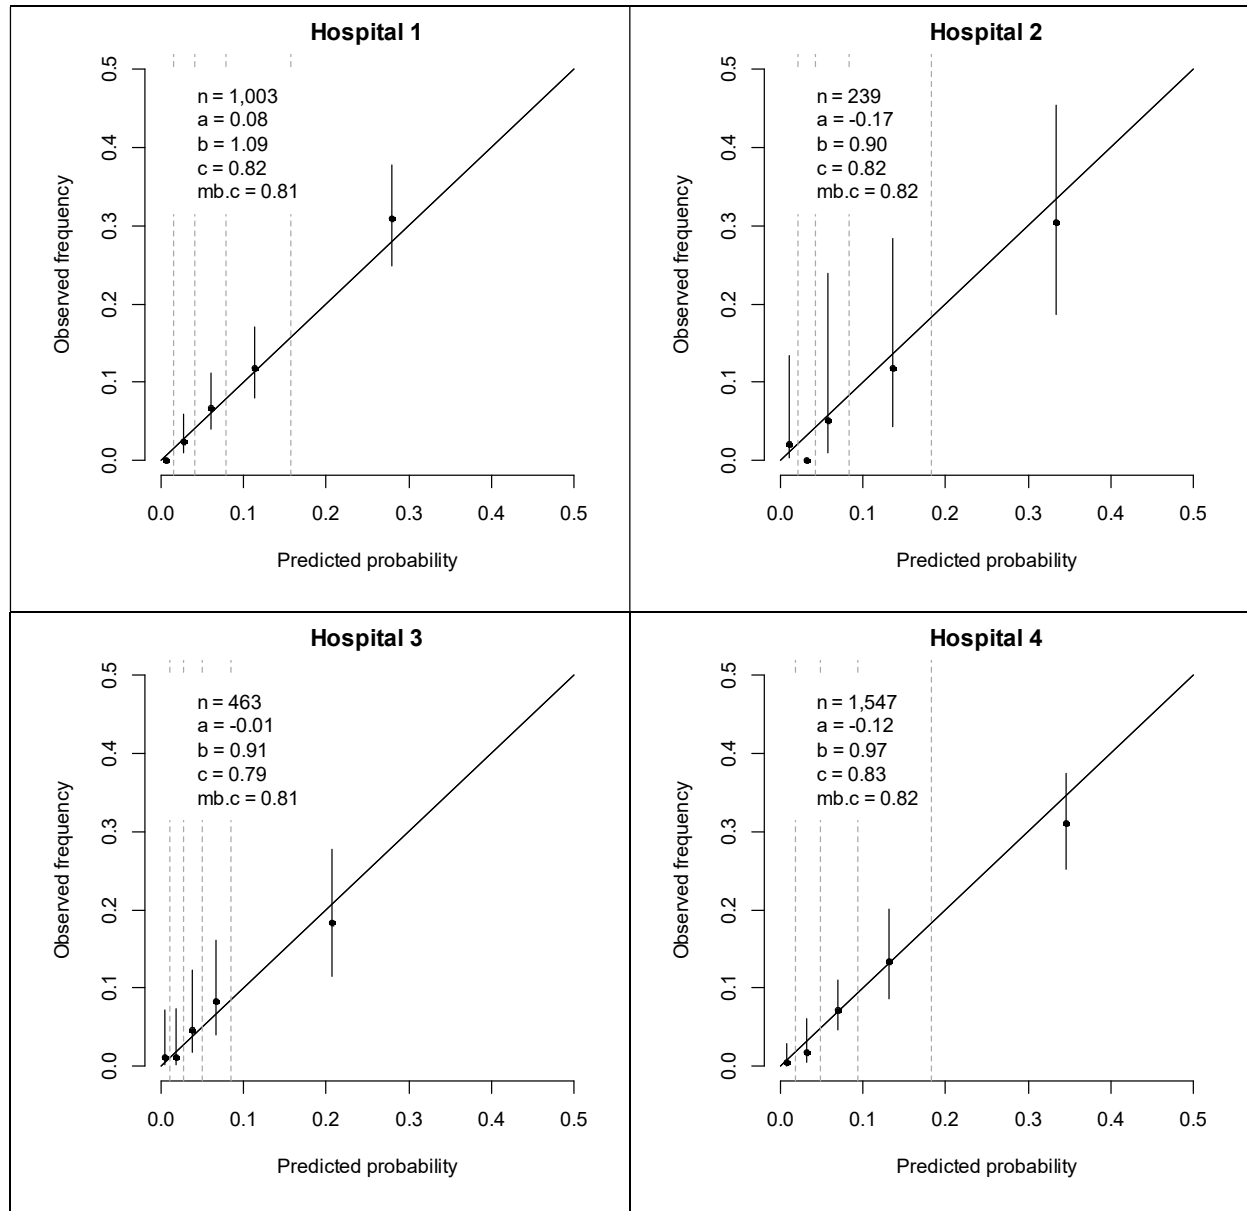 Hospital 1
n = 1,003
a = 0.08
b = 1.09
c = 0.82
mb.c = 0.81
Observed frequency
0.5
0.4
0.3
0.2
0.1
0.0
0.0 0.1 0.2 0.3 0.4 0.5
Predicted probability
Hospital 2
n = 239
a = -0.17
b = 0.90
c = 0.82
mb.c = 0.82
Observed frequency
0.5
0.4
0.3
0.2
0.1
0.0
0.0 0.1 0.2 0.3 0.4 0.5
Predicted probability
Hospital 3
n = 463
a = -0.01
b = 0.91
c = 0.79
mb.c = 0.81
Observed frequency
0.5
0.4
0.3
0.2
0.1
0.0
0.0 0.1 0.2 0.3 0.4 0.5
Predicted probability
Hospital 4
n = 1,547
a = -0.12
b = 0.97
c = 0.83
mb.c = 0.82
Observed frequency
0.5
0.4
0.3
0.2
0.1
0.0
0.0 0.1 0.2 0.3 0.4 0.5
Predicted probability